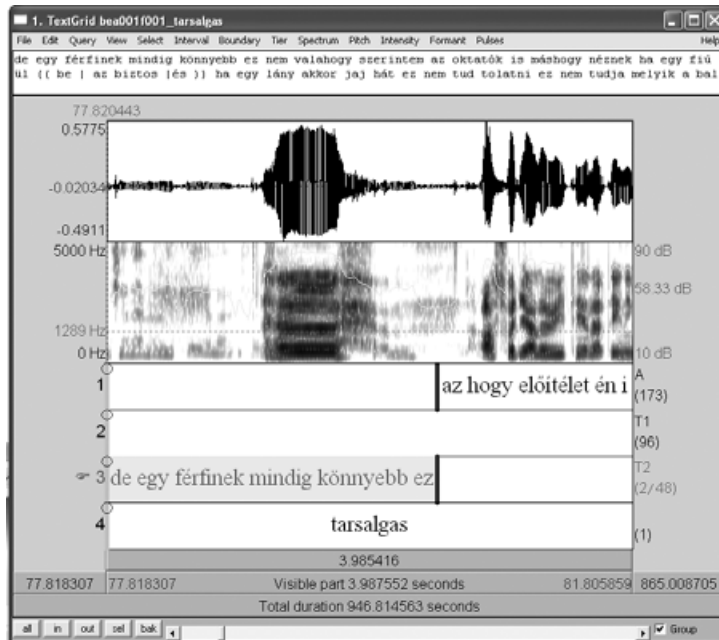 1. TextGrid bea001f001_tarsalgas
File Edit Query View Select Interval Boundary Tier Spectrum Pitch Intensity Formant Pulses Help
de egy férfinek mindig könnyebb ez nem valahogy szerintem az oktatók is máshogy néznek ha egy fiú
ül (( be | az biztos |és )) ha egy lány akkor jaj hát ez nem tud tolatni ez nem tudja melyik a bal
77.820443
0.5775
-0.02034
-0.4911
5000 Hz 90 dB
58.33 dB
1289 Hz
0 Hz 10 dB
1 az hogy előítélet én i A (173)
2 T1 (96)
3 de egy férfinek mindig könnyebb ez T2 (2/48)
4 tarsalgas (1)
3.985416
77.818307 77.818307 Visible part 3.987552 seconds 81.805859 865.008705
Total duration 946.814563 seconds
all in out sel bak Group